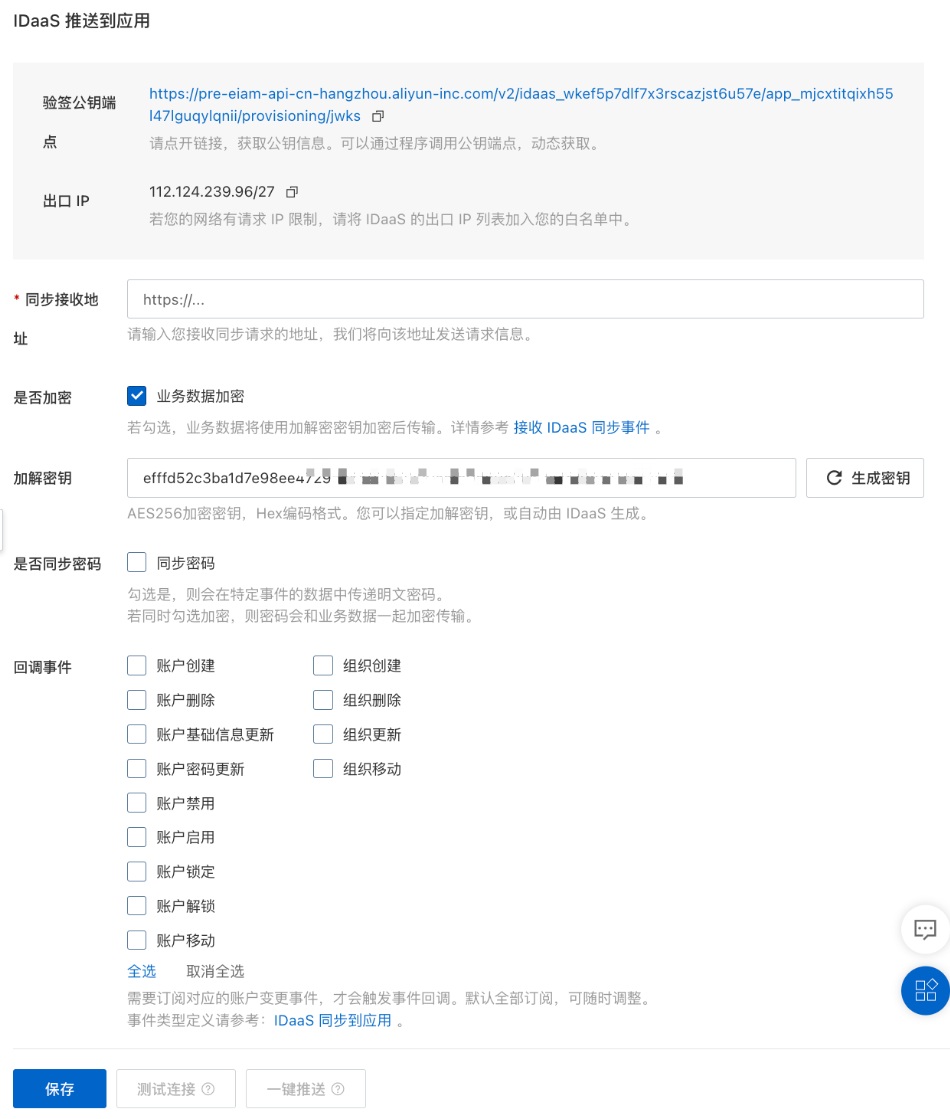 IDaaS 推送到应用
验签公钥端点
https://pre-eiam-api-cn-hangzhou.aliyun-inc.com/v2/idaas_wkef5p7dlf7x3rscazjst6u57e/app_mjcxtitqixh55
l47lguqylqnii/provisioning/jwks
请点开链接，获取公钥信息。可以通过程序调用公钥端点，动态获取。
出口 IP
112.124.239.96/27
若您的网络有请求 IP 限制，请将 IDaaS 的出口 IP 列表加入您的白名单中。
* 同步接收地址
https://...
请输入您接收同步请求的地址，我们将向该地址发送请求信息。
是否加密
业务数据加密
若勾选，业务数据将使用加解密密钥加密后传输。详情参考 接收 IDaaS 同步事件 。
加解密钥
efffd52c3ba1d7e98ee4729
生成密钥
AES256加密密钥，Hex编码格式。您可以指定加解密钥，或自动由 IDaaS 生成。
是否同步密码
同步密码
勾选是，则会在特定事件的数据中传递明文密码。
若同时勾选加密，则密码会和业务数据一起加密传输。
回调事件
账户创建 组织创建
账户删除 组织删除
账户基础信息更新 组织更新
账户密码更新 组织移动
账户禁用
账户启用
账户锁定
账户解锁
账户移动
全选 取消全选
需要订阅对应的账户变更事件，才会触发事件回调。默认全部订阅，可随时调整。
事件类型定义请参考：IDaaS 同步到应用 。
保存 测试连接 一键推送